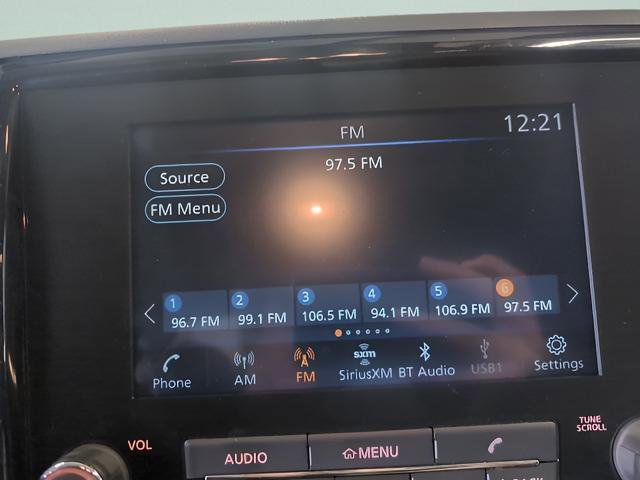 FM
12:21
97.5 FM
Source
FM Menu
1 2 3 4 5 6
96.7 FM 99.1 FM 106.5 FM 94.1 FM 106.9 FM 97.5 FM
sxm
Phone AM FM SiriusXM BT Audio USB1 Settings
VOL
AUDIO
MENU
TUNE
SCROLL